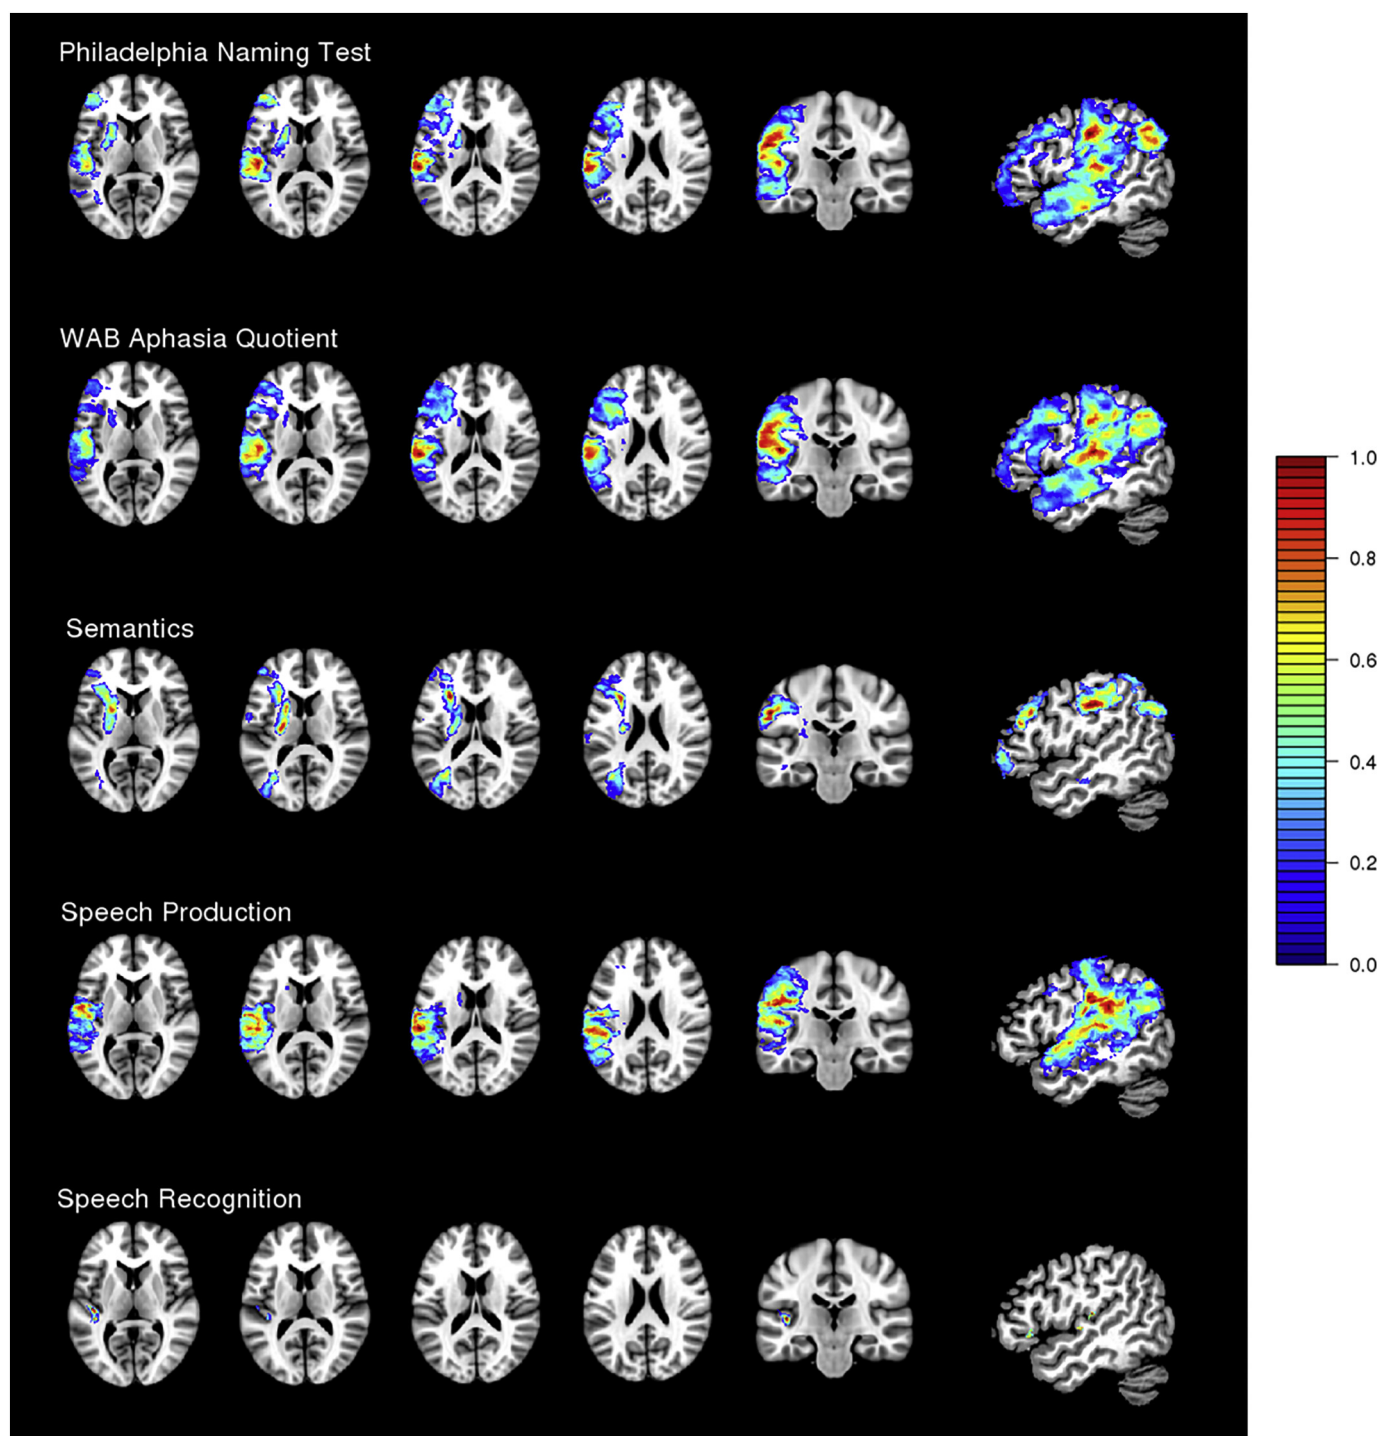 Philadelphia Naming Test
WAB Aphasia Quotient
1.0
0.8
Semantics
0.6
0.4
0.2
Speech Production
0.0
Speech Recognition